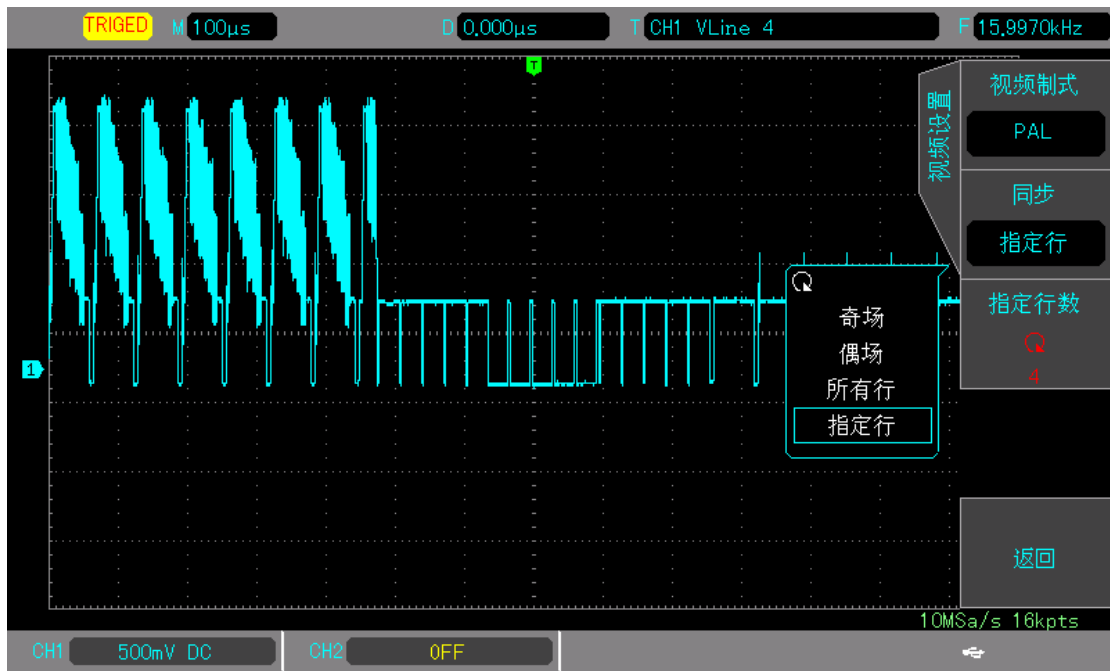 TRIGED M 100μs D 0.000μs T CH1 VLine 4 F 15.9970kHz
T
视频设置
视频制式
PAL
同步
指定行
指定行数
4
奇场
偶场
所有行
指定行
1
返回
10MSa/s 16kpts
CH1 500mV DC CH2 OFF